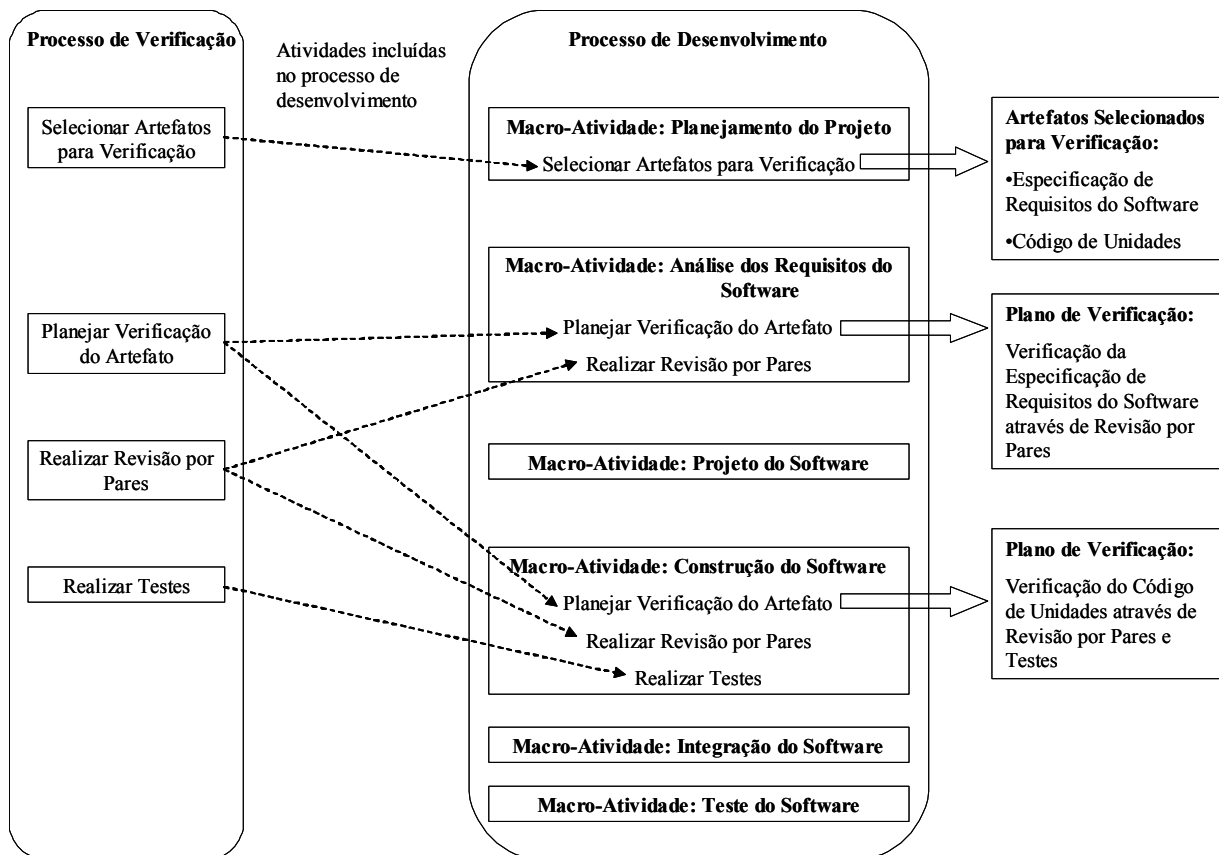 Processo de Verificação
Selecionar Artefatos
para Verificação
Planejar Verificação
do Artefato
Realizar Revisão por
Pares
Realizar Testes
Atividades incluídas
no processo de
desenvolvimento
Processo de Desenvolvimento
Macro-Atividade: Planejamento do Projeto
Selecionar Artefatos para Verificação
Macro-Atividade: Análise dos Requisitos do
Software
Planejar Verificação do Artefato
Realizar Revisão por Pares
Macro-Atividade: Projeto do Software
Macro-Atividade: Construção do Software
Planejar Verificação do Artefato
Realizar Revisão por Pares
Realizar Testes
Macro-Atividade: Integração do Software
Macro-Atividade: Teste do Software
Artefatos Selecionados
para Verificação:
•Especificação de
Requisitos do Software
•Código de Unidades
Plano de Verificação:
Verificação da
Especificação de
Requisitos do Software
através de Revisão por
Pares
Plano de Verificação:
Verificação do Código
de Unidades através de
Revisão por Pares e
Testes